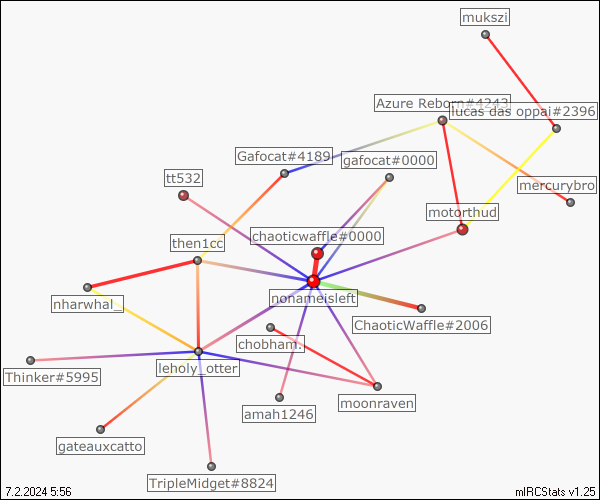 mukszi
Azure Reborn#4243
lucas das oppai#2396
Gafocat#4189
gafocat#0000
tt532
mercurybro
motorthud
chaoticwaffle#0000
then1cc
nonameisleft
nharwhal_
ChaoticWaffle#2006
chobham.
leholy_otter
Thinker#5995
moonraven
amah1246
gateauxcatto
TripleMidget#8824
7.2.2024 5:56
mIRCStats v1.25